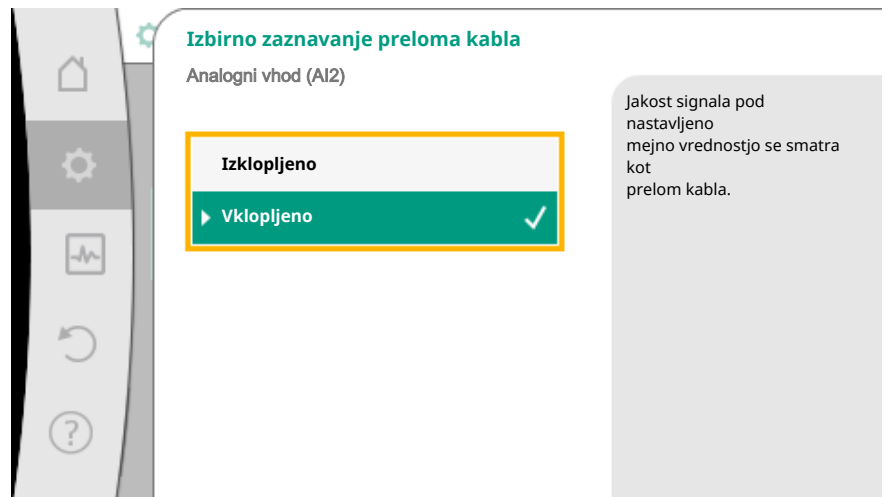 Izbirno zaznavanje preloma kabla
Analogni vhod (AI2)
Izklopljeno
Vklopljeno
Jakost signala pod
nastavljeno
mejno vrednostjo se smatra
kot
prelom kabla.